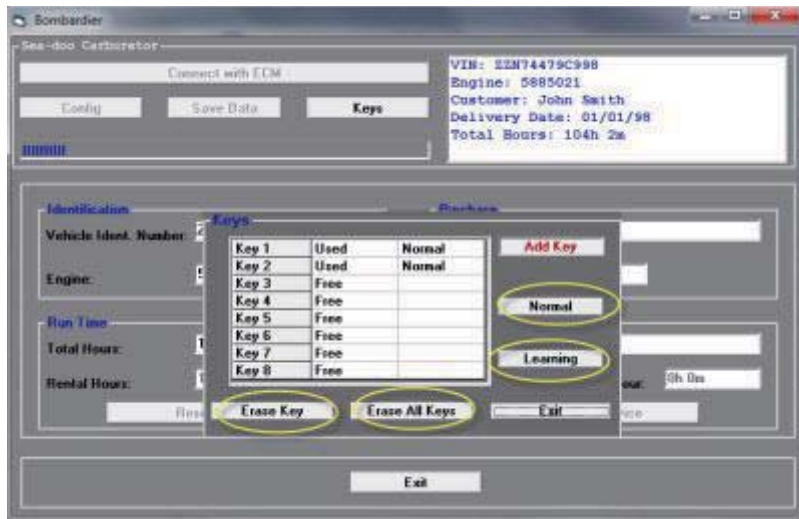 Bombardier
Sea-doo Carburetor
Connect with ECM
Config Save Data Keys
VIN: ZZN74479C998
Engine: 5885021
Customer: John Smith
Delivery Date: 01/01/98
Total Hours: 104h 2m
Identification
Vehicle Ident. Number:
Engine:
Run Time
Total Hours:
Rental Hours:
0h 0m
Keys
Key 1 Used Normal
Key 2 Used Normal
Key 3 Free
Key 4 Free
Key 5 Free
Key 6 Free
Key 7 Free
Key 8 Free
Add Key
Normal
Learning
Erase Key Erase All Keys Exit
Exit